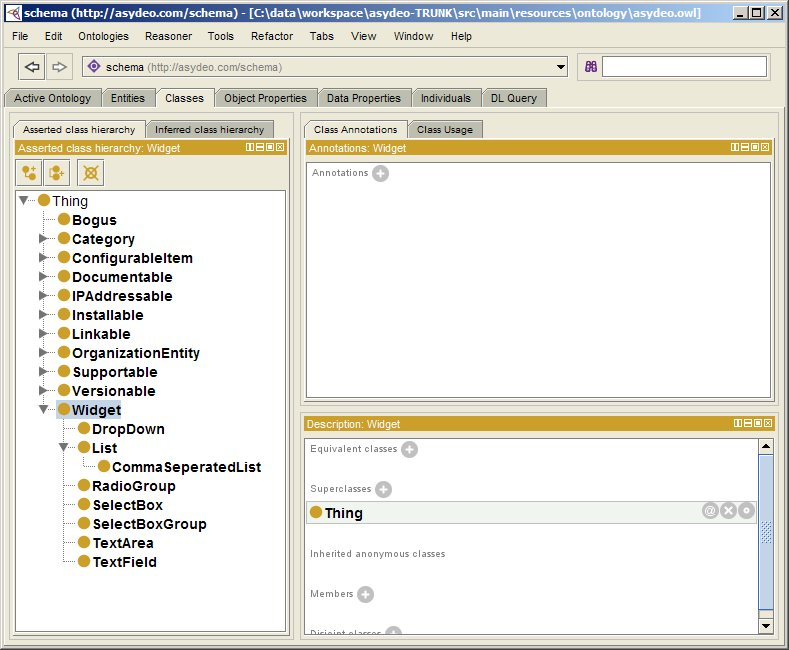 schema (http://asydeo.com/schema) - [C:\data\workspace\asydeo-TRUNK\src\main\resources\ontology\asydeo.owl]
File Edit Ontologies Reasoner Tools Refactor Tabs View Window Help
schema (http://asydeo.com/schema)
Active Ontology Entities Classes Object Properties Data Properties Individuals DL Query
Asserted class hierarchy Inferred class hierarchy
Asserted class hierarchy: Widget
Thing
Bogus
Category
ConfigurableItem
Documentable
IPAddressable
Installable
Linkable
OrganizationEntity
Supportable
Versionable
Widget
DropDown
List
CommaSeperatedList
RadioGroup
SelectBox
SelectBoxGroup
TextArea
TextField
Class Annotations Class Usage
Annotations: Widget
Annotations
Description: Widget
Equivalent classes
Superclasses
Thing
Inherited anonymous classes
Members
Disjoint classes